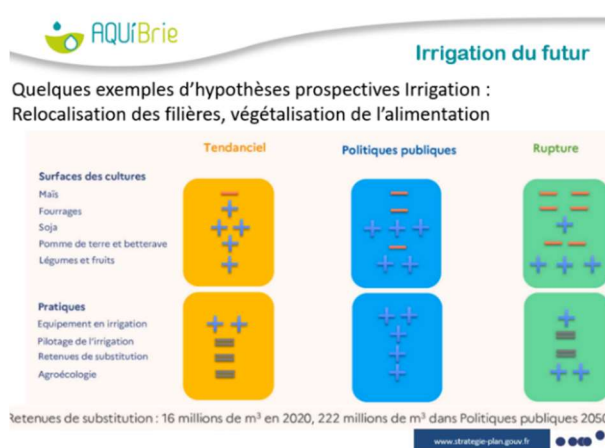 AQUiBrie
Irrigation du futur
Quelques exemples d'hypothèses prospectives Irrigation :
Relocalisation des filières, végétalisation de l'alimentation
Tendanciel Politiques publiques Rupture
Surfaces des cultures
Maïs
Fourrages
Soja
Pomme de terre et betterave
Légumes et fruits
Pratiques
Equipement en irrigation
Pilotage de l'irrigation
Retenues de substitution
Agroécologie
Retenues de substitution : 16 millions de m³ en 2020, 222 millions de m³ dans Politiques publiques 2050
www.strategie-plan.gouv.fr